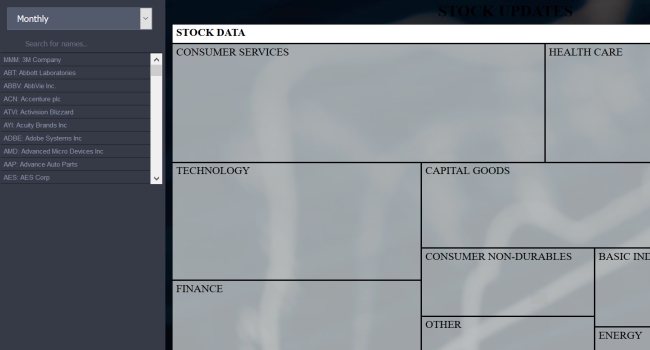 Monthly
Search for names..
MMM: 3M Company
ABT: Abbott Laboratories
ABBV: AbbVie Inc.
ACN: Accenture plc
ATVI: Activision Blizzard
AYI: Acuity Brands Inc
ADBE: Adobe Systems Inc
AMD: Advanced Micro Devices Inc
AAP: Advance Auto Parts
AES: AES Corp
STOCK UPDATES
STOCK DATA
CONSUMER SERVICES
HEALTH CARE
TECHNOLOGY
CAPITAL GOODS
CONSUMER NON-DURABLES
BASIC IND
FINANCE
OTHER
ENERGY